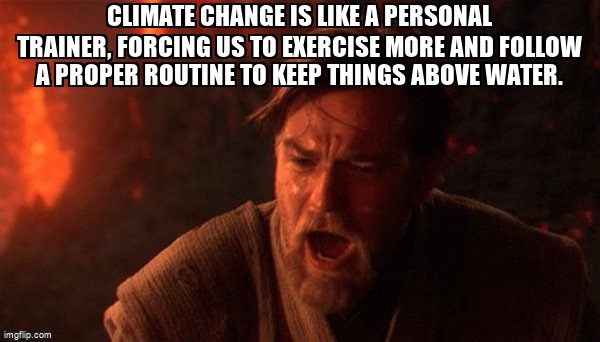 CLIMATE CHANGE IS LIKE A PERSONAL
TRAINER, FORCING US TO EXERCISE MORE AND FOLLOW
A PROPER ROUTINE TO KEEP THINGS ABOVE WATER.
imgflip.com